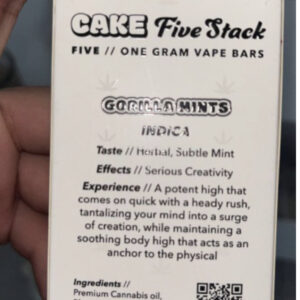 CAKE Five Stack
FIVE // ONE GRAM VAPE BARS
GORILLA MINTS
INDICA
Taste // Herbal, Subtle Mint
Effects // Serious Creativity
Experience // A potent high that
comes on quick with a heady rush,
tantalizing your mind into a surge
of creation, while maintaining a
soothing body high that acts as an
anchor to the physical
Ingredients //
Premium Cannabis oil,